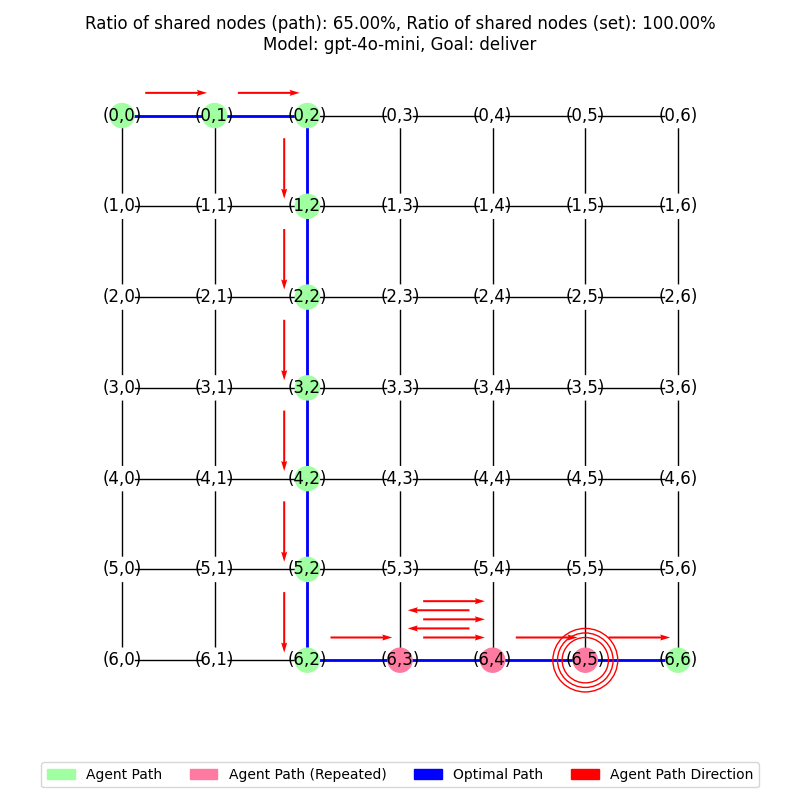 Ratio of shared nodes (path): 65.00%, Ratio of shared nodes (set): 100.00%
Model: gpt-4o-mini, Goal: deliver
(0,0) (0,1) (0,2) (0,3) (0,4) (0,5) (0,6)
(1,0) (1,1) (1,2) (1,3) (1,4) (1,5) (1,6)
(2,0) (2,1) (2,2) (2,3) (2,4) (2,5) (2,6)
(3,0) (3,1) (3,2) (3,3) (3,4) (3,5) (3,6)
(4,0) (4,1) (4,2) (4,3) (4,4) (4,5) (4,6)
(5,0) (5,1) (5,2) (5,3) (5,4) (5,5) (5,6)
(6,0) (6,1) (6,2) (6,3) (6,4) (6,5) (6,6)
Agent Path Agent Path (Repeated) Optimal Path Agent Path Direction